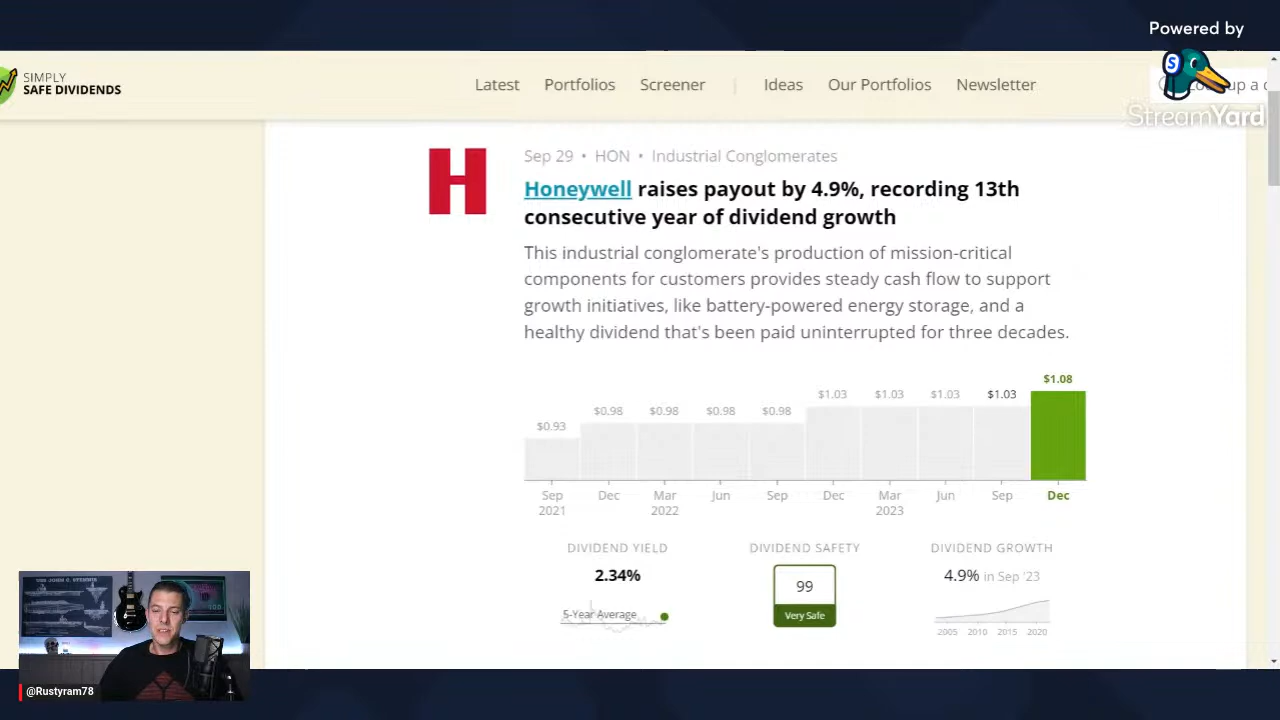 Powered by
StreamYard
SIMPLY
SAFE DIVIDENDS
Latest Portfolios Screener Ideas Our Portfolios Newsletter
up a
H
Sep 29 • HON • Industrial Conglomerates
Honeywell raises payout by 4.9%, recording 13th
consecutive year of dividend growth
This industrial conglomerate's production of mission-critical
components for customers provides steady cash flow to support
growth initiatives, like battery-powered energy storage, and a
healthy dividend that's been paid uninterrupted for three decades.
$0.93 $0.98 $0.98 $0.98 $0.98 $1.03 $1.03 $1.03 $1.03 $1.08
Sep Dec Mar Jun Sep Dec Mar Jun Sep Dec
2021 2022 2023
DIVIDEND YIELD DIVIDEND SAFETY DIVIDEND GROWTH
2.34% 99 4.9% in Sep '23
5-Year Average Very Safe
2005 2010 2015 2020
@Rustyram78